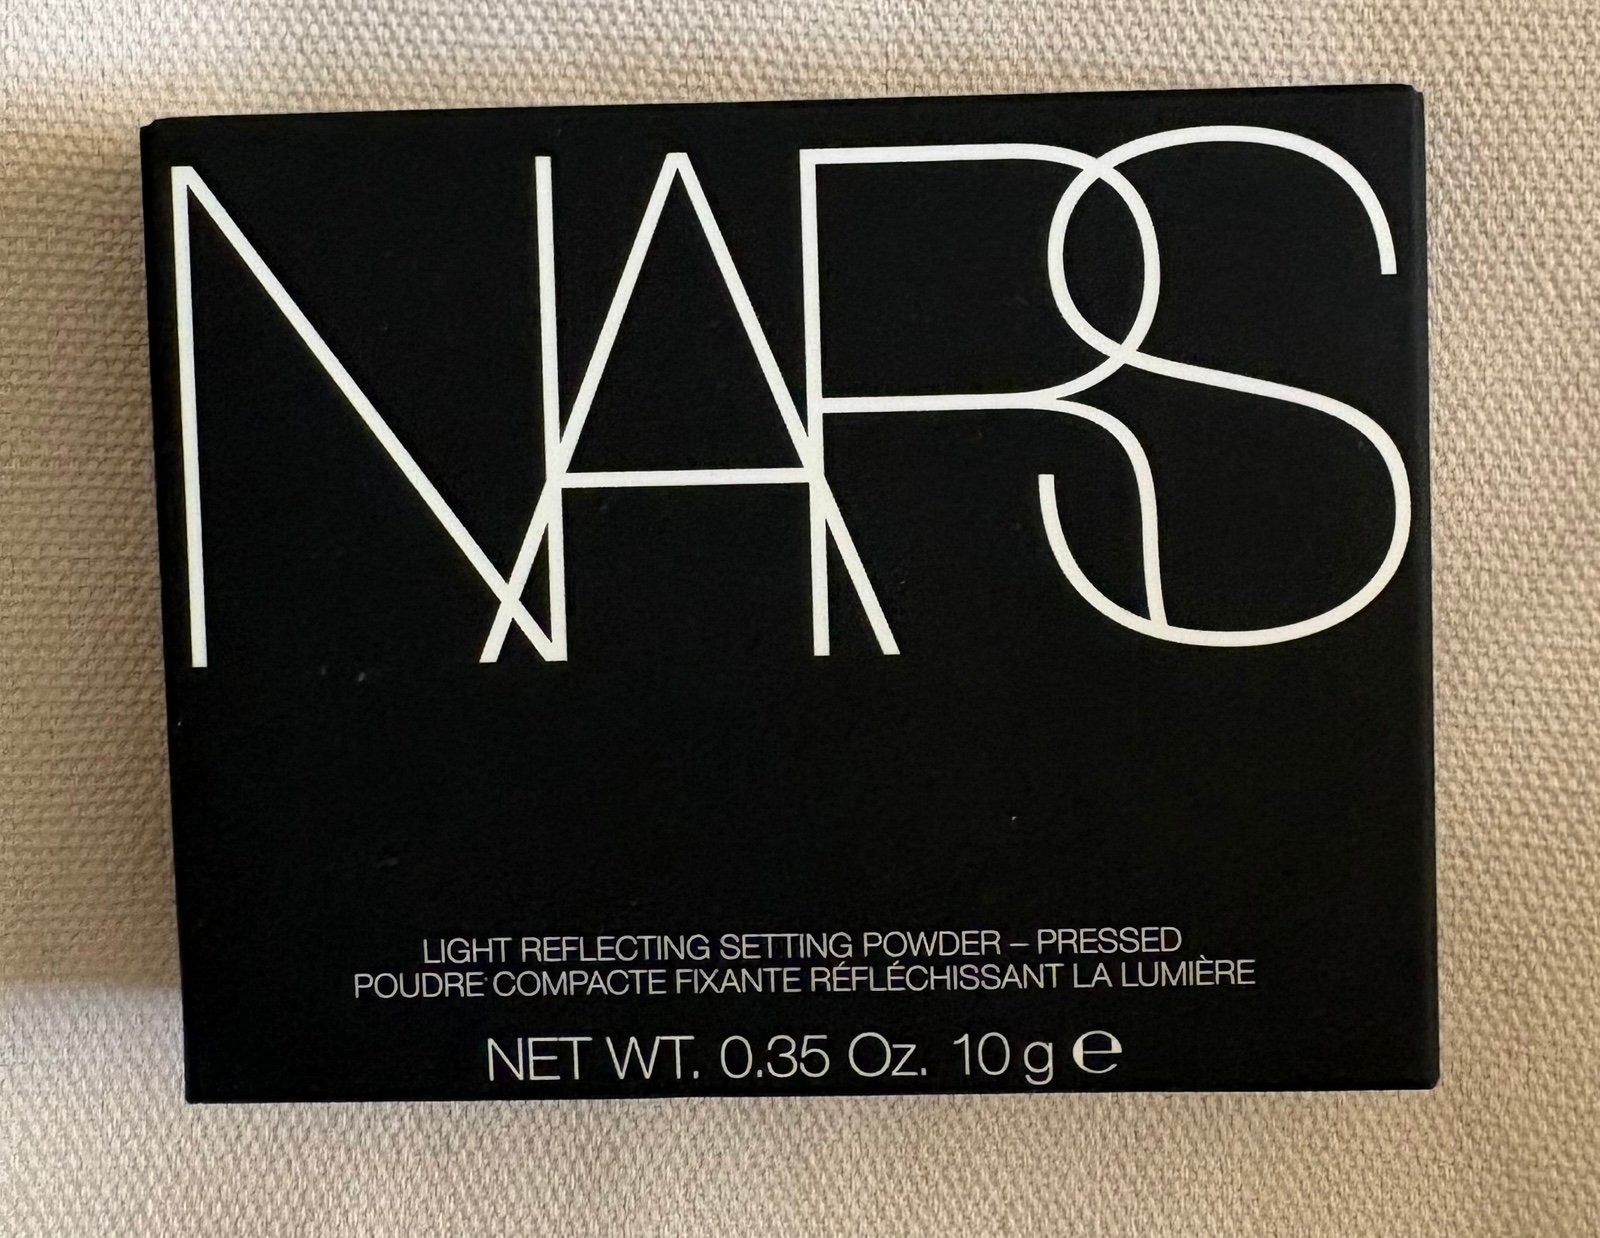 NARS
LIGHT REFLECTING SETTING POWDER – PRESSED
POUDRE COMPACTE FIXANTE RÉFLÉCHISSANT LA LUMIÈRE
NET WT. 0.35 Oz. 10 g ℮